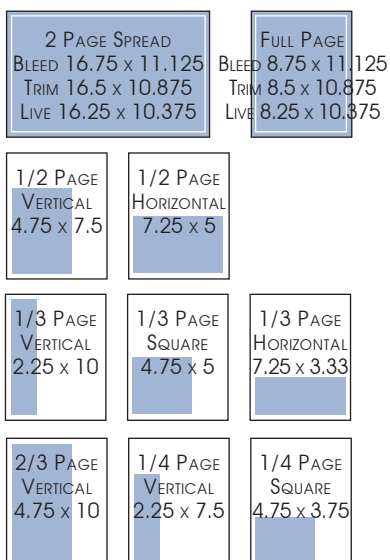 2 Page Spread
Bleed 16.75 x 11.125
Trim 16.5 x 10.875
Live 16.25 x 10.375
Full Page
Bleed 8.75 x 11.125
Trim 8.5 x 10.875
Live 8.25 x 10.375
1/2 Page
Vertical
4.75 x 7.5
1/2 Page
Horizontal
7.25 x 5
1/3 Page
Vertical
2.25 x 10
1/3 Page
Square
4.75 x 5
1/3 Page
Horizontal
7.25 x 3.33
2/3 Page
Vertical
4.75 x 10
1/4 Page
Vertical
2.25 x 7.5
1/4 Page
Square
4.75 x 3.75